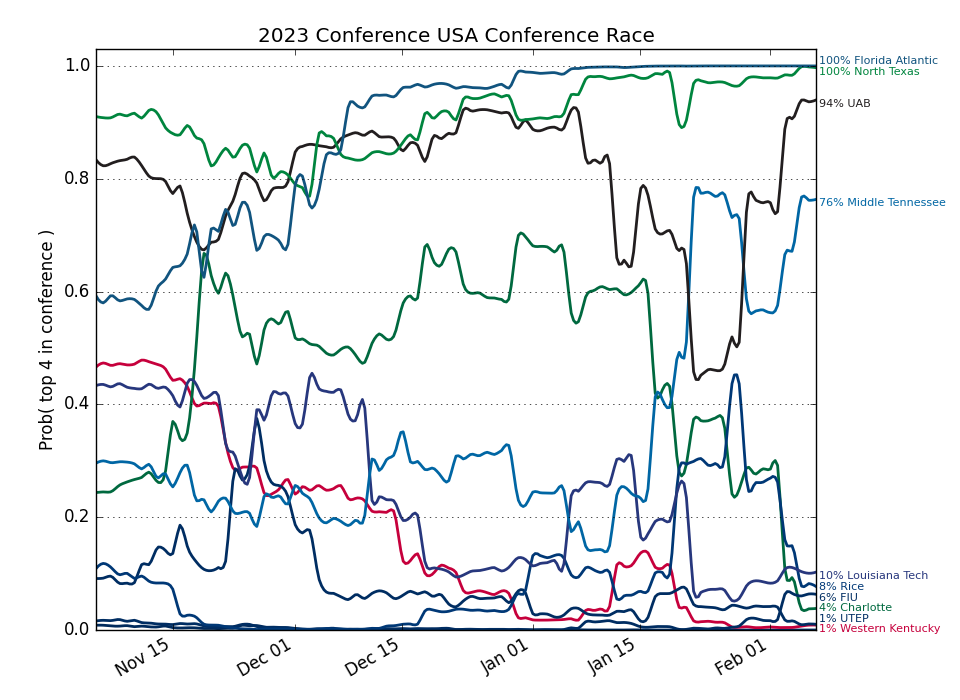 2023 Conference USA Conference Race
Prob( top 4 in conference )
1.0
0.8
0.6
0.4
0.2
0.0
Nov 15
Dec 01
Dec 15
Jan 01
Jan 15
Feb 01
100% Florida Atlantic
100% North Texas
94% UAB
76% Middle Tennessee
10% Louisiana Tech
8% Rice
6% FIU
4% Charlotte
1% UTEP
1% Western Kentucky